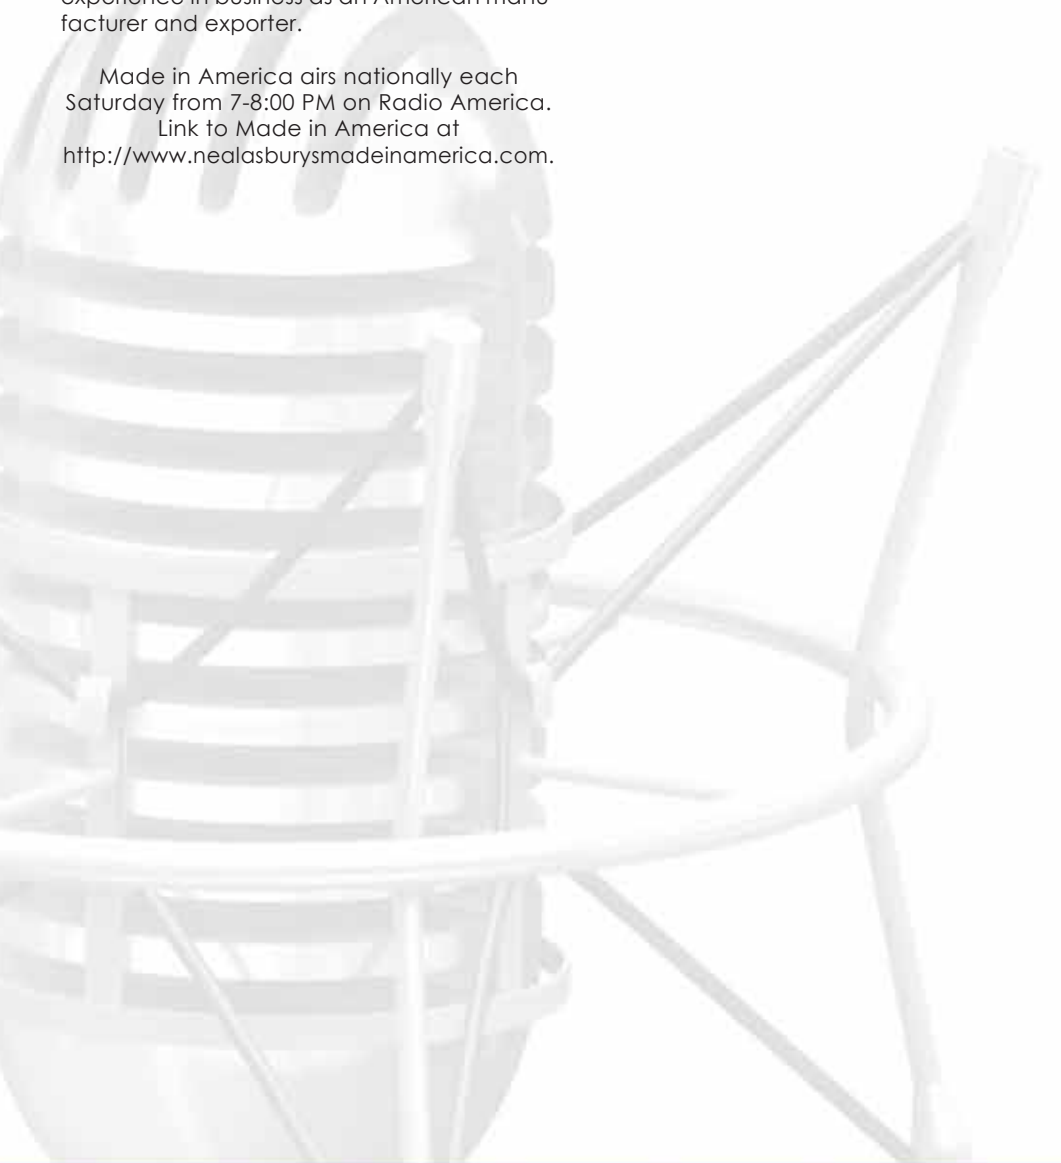 experience in business as an American manu-
facturer and exporter.
Made in America airs nationally each
Saturday from 7-8:00 PM on Radio America.
Link to Made in America at
http://www.nealasburysmadeinamerica.com.